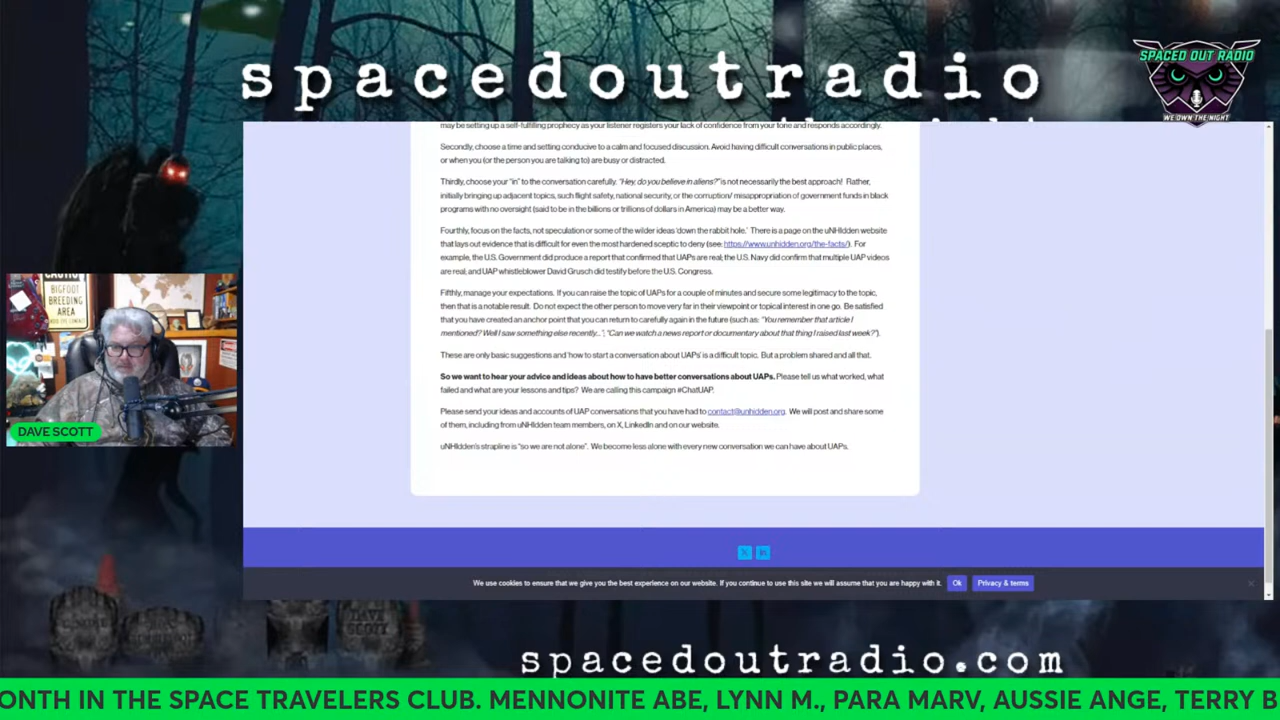 spacedoutradio
SPACED OUT RADIO
WE OWN THE NIGHT
may be setting up a self-fulfilling prophecy as your listener registers your lack of confidence from your tone and responds accordingly.
Secondly, choose a time and setting conducive to a calm and focused discussion. Avoid having difficult conversations in public places,
or when you (or the person you are talking to) are busy or distracted.
Thirdly, choose your “in” to the conversation carefully. “Hey, do you believe in aliens?” is not necessarily the best approach! Rather,
initially bringing up adjacent topics, such flight safety, national security, or the corruption/ misappropriation of government funds in black
programs with no oversight (said to be in the billions or trillions of dollars in America) may be a better way.
Fourthly, focus on the facts, not speculation or some of the wilder ideas ‘down the rabbit hole.’ There is a page on the uNHIdden website
that lays out evidence that is difficult for even the most hardened sceptic to deny (see: https://www.unhidden.org/the-facts/). For
example, the U.S. Government did produce a report that confirmed that UAPs are real; the U.S. Navy did confirm that multiple UAP videos
are real; and UAP whistleblower David Grusch did testify before the U.S. Congress.
Fifthly, manage your expectations. If you can raise the topic of UAPs for a couple of minutes and secure some legitimacy to the topic,
then that is a notable result. Do not expect the other person to move very far in their viewpoint or topical interest in one go. Be satisfied
that you have created an anchor point that you can return to carefully again in the future (such as: “You remember that article I
mentioned? Well I saw something else recently…”; “Can we watch a news report or documentary about that thing I raised last week?”).
These are only basic suggestions and ‘how to start a conversation about UAPs’ is a difficult topic. But a problem shared and all that.
So we want to hear your advice and ideas about how to have better conversations about UAPs. Please tell us what worked, what
failed and what are your lessons and tips? We are calling this campaign #ChatUAP.
Please send your ideas and accounts of UAP conversations that you have had to contact@unhidden.org. We will post and share some
of them, including from uNHIdden team members, on X, LinkedIn and on our website.
uNHIdden’s strapline is “so we are not alone”. We become less alone with every new conversation we can have about UAPs.
We use cookies to ensure that we give you the best experience on our website. If you continue to use this site we will assume that you are happy with it.
Ok
Privacy & terms
CAUTION
BIGFOOT
BREEDING
AREA
DAVE SCOTT
DAVE
SCOTT
spacedoutradio.com
ONTH IN THE SPACE TRAVELERS CLUB. MENNONITE ABE, LYNN M., PARA MARV, AUSSIE ANGE, TERRY B